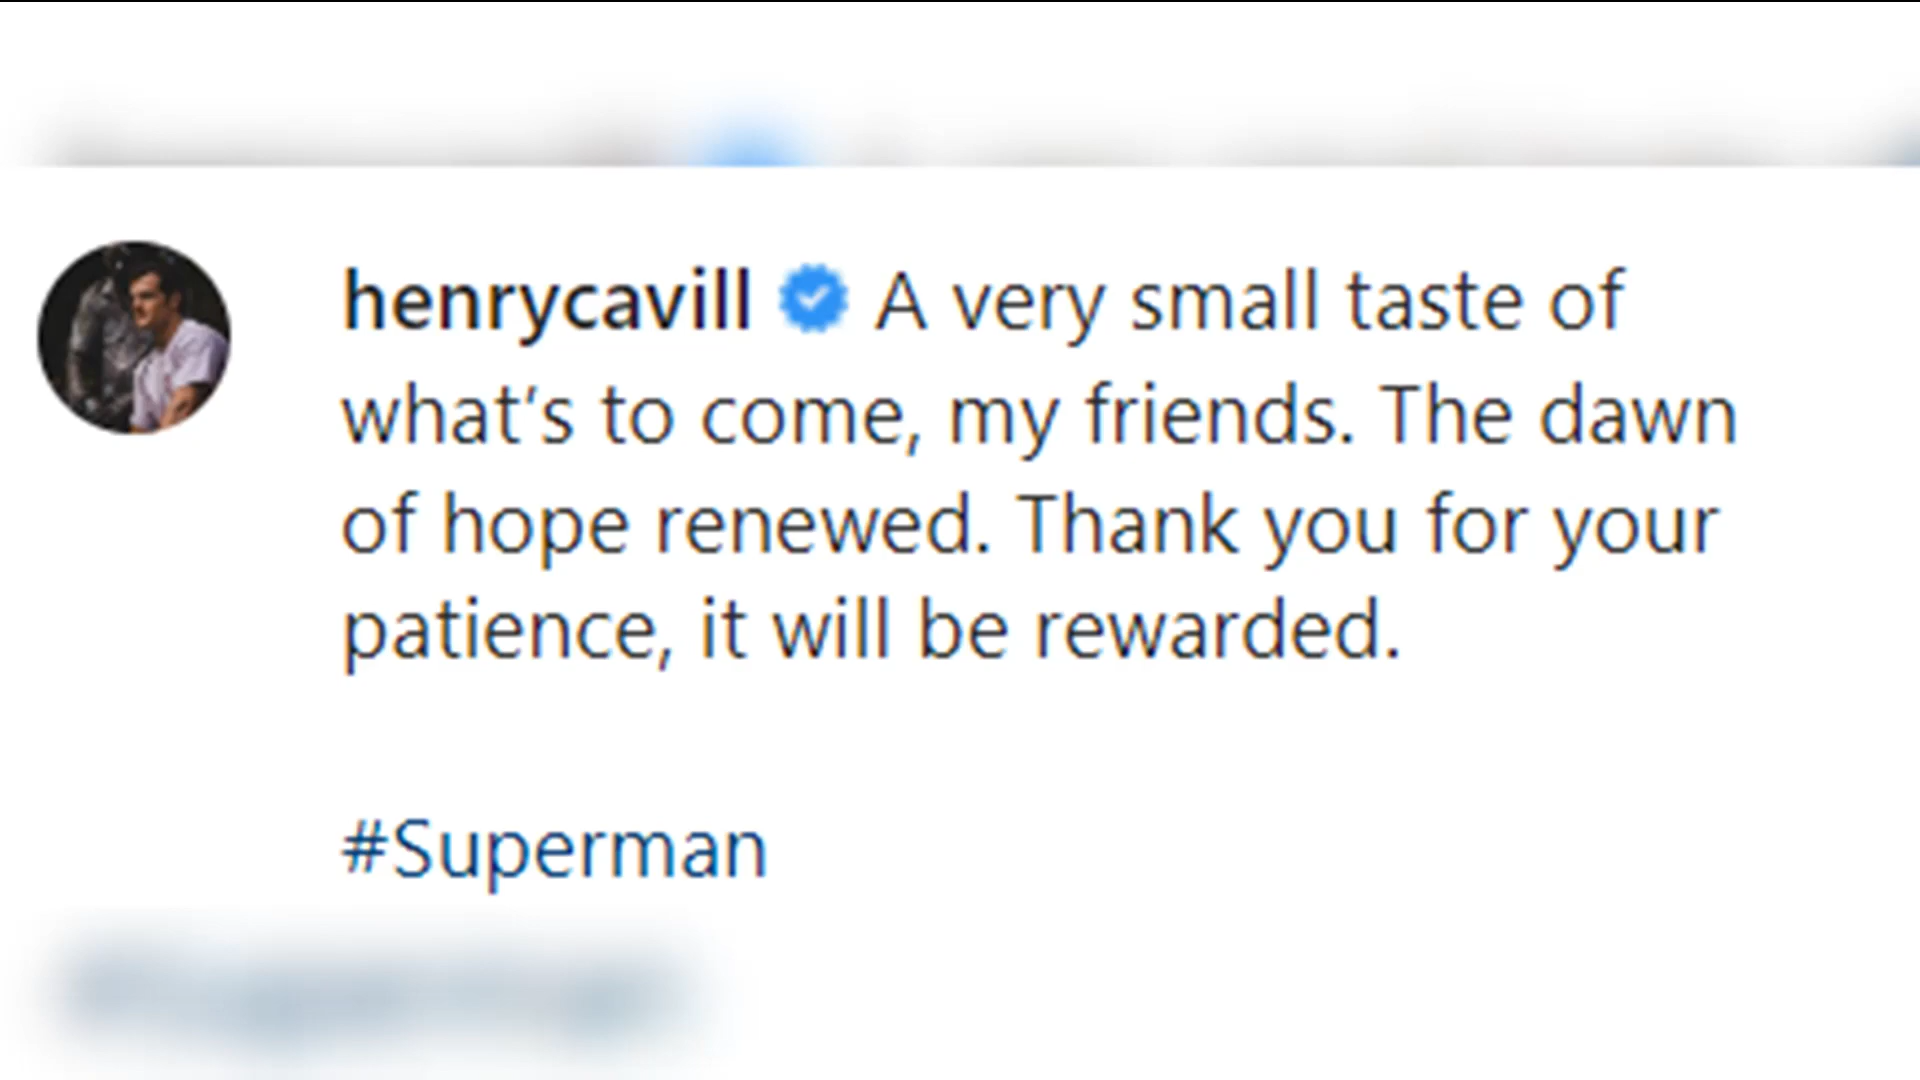 henrycavill A very small taste of
what's to come, my friends. The dawn
of hope renewed. Thank you for your
patience, it will be rewarded.
#Superman